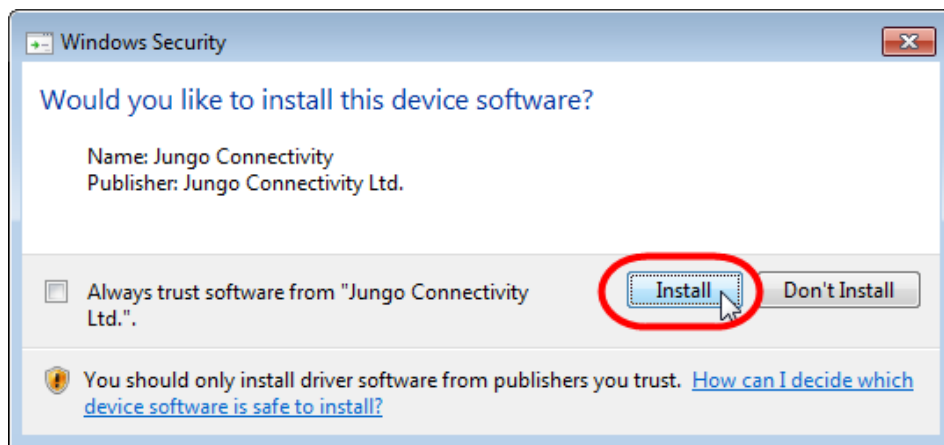 Windows Security
Would you like to install this device software?
Name: Jungo Connectivity
Publisher: Jungo Connectivity Ltd.
Always trust software from "Jungo Connectivity
Ltd.".
Install
Don't Install
You should only install driver software from publishers you trust. How can I decide which
device software is safe to install?